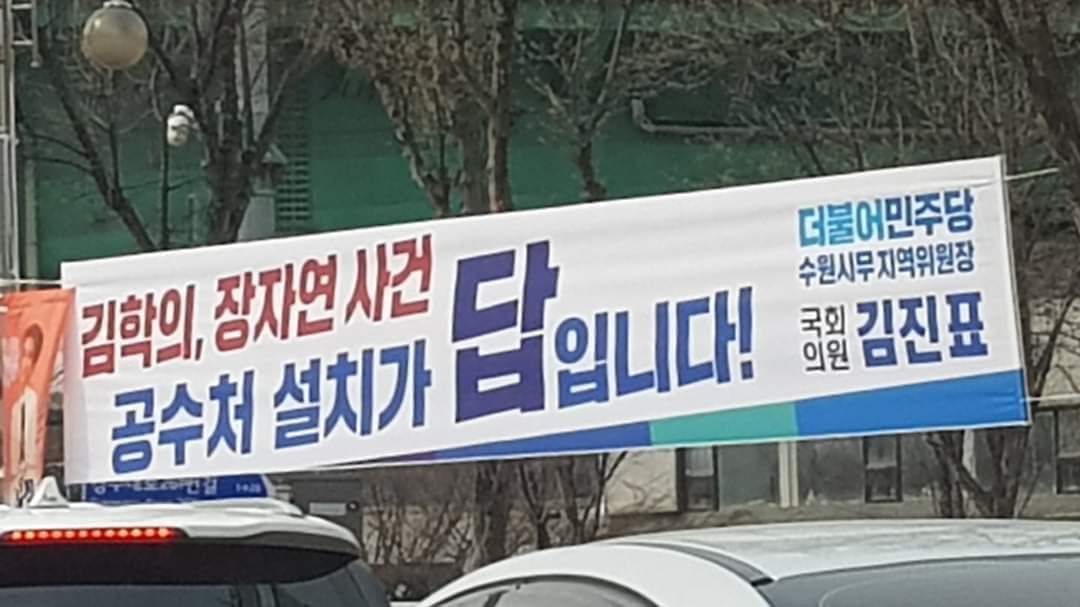 김학의, 장자연 사건
공수처 설치가 답입니다!
더불어민주당
수원시무 지역위원장
국회
의원 김진표